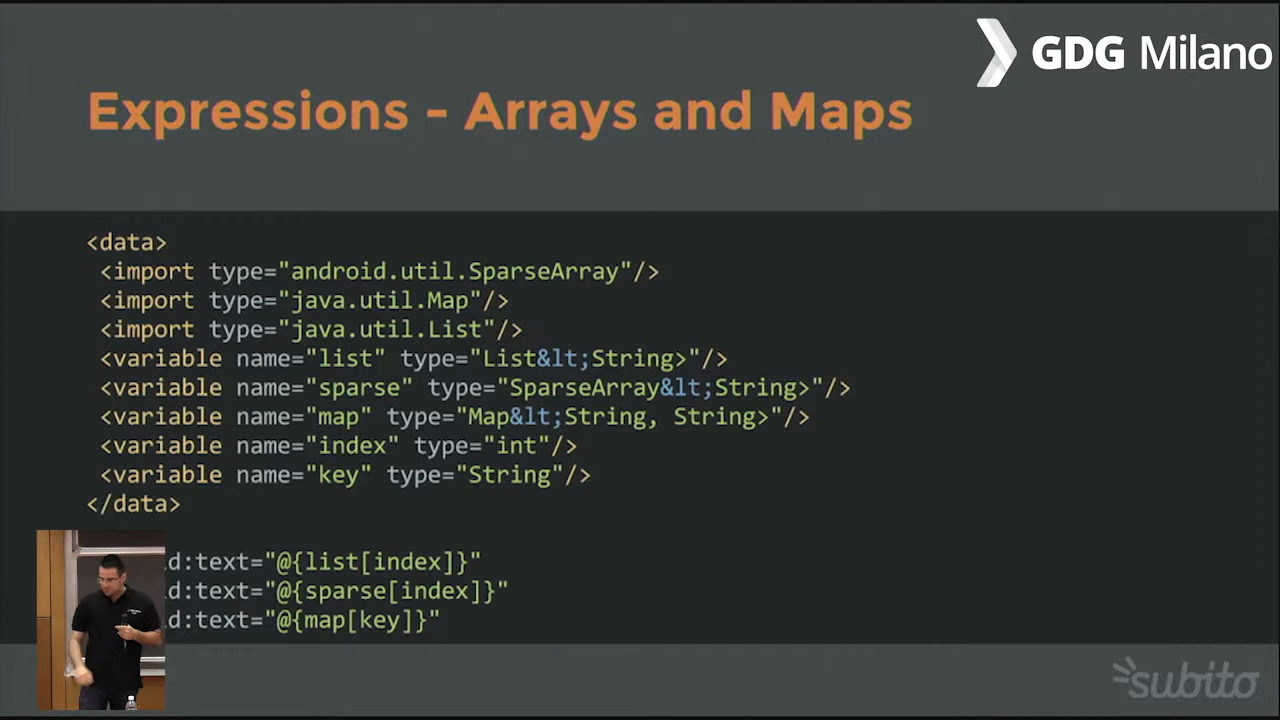 GDG Milano
Expressions - Arrays and Maps
<data>
<import type="android.util.SparseArray"/>
<import type="java.util.Map"/>
<import type="java.util.List"/>
<variable name="list" type="List&lt;String>"/>
<variable name="sparse" type="SparseArray&lt;String>"/>
<variable name="map" type="Map&lt;String, String>"/>
<variable name="index" type="int"/>
<variable name="key" type="String"/>
</data>
d:text="@{list[index]}"
d:text="@{sparse[index]}"
d:text="@{map[key]}"
subito